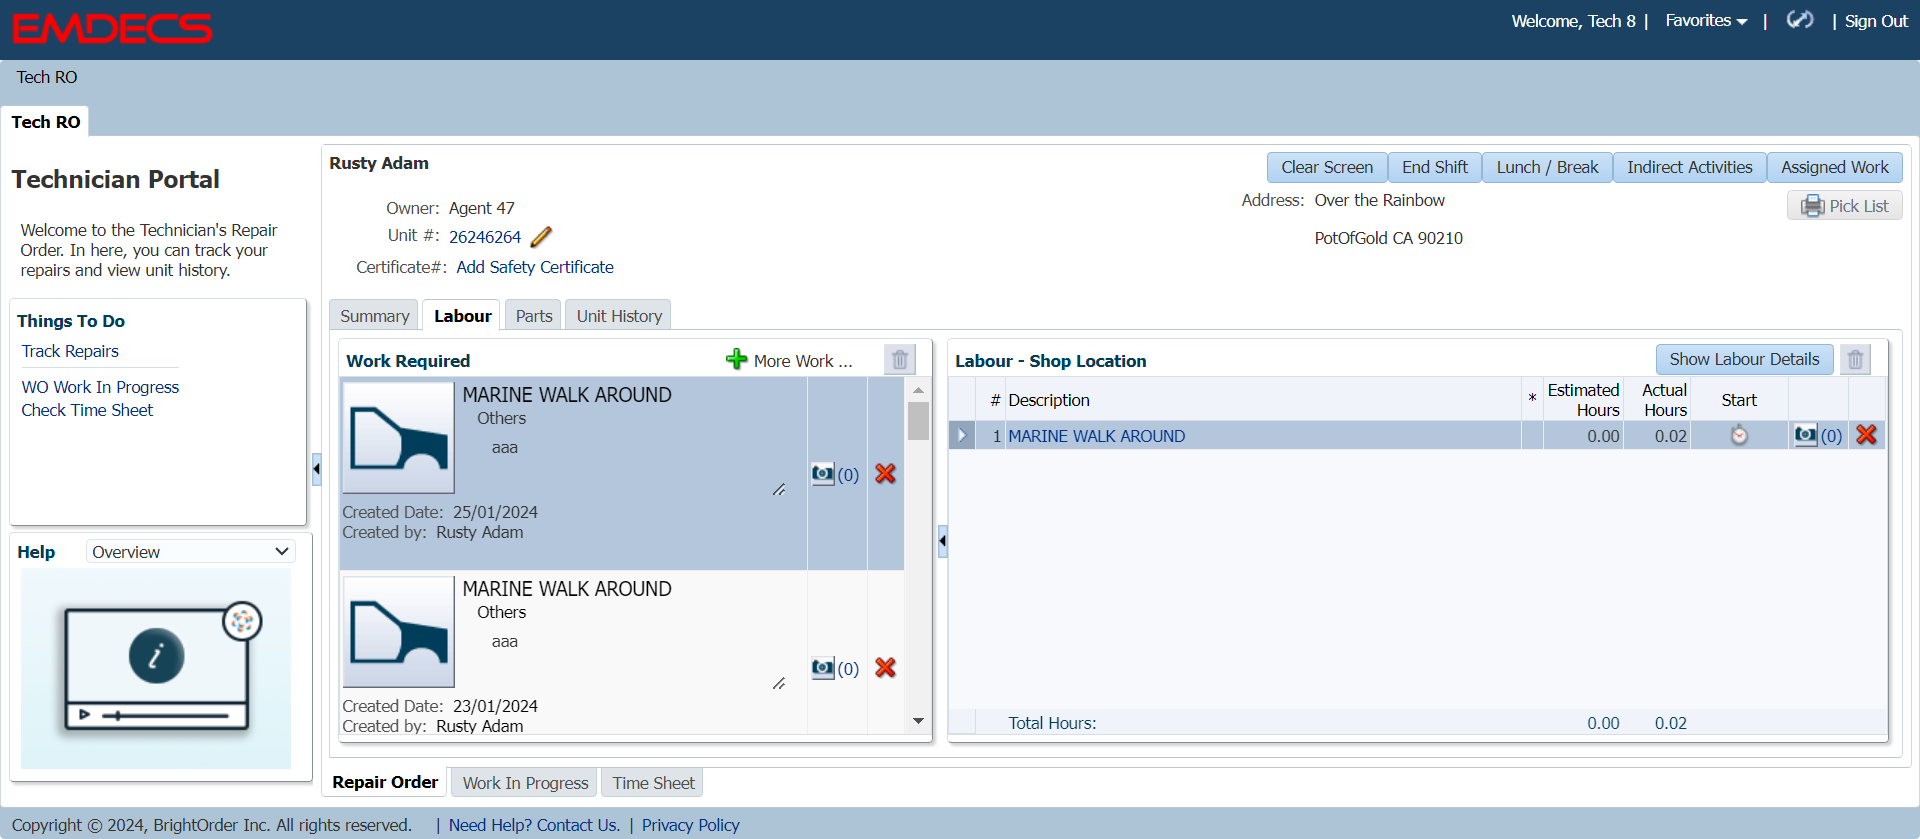 EMDECS
Welcome, Tech 8 | Favorites | | Sign Out
Tech RO
Tech RO
Technician Portal
Welcome to the Technician's Repair
Order. In here, you can track your
repairs and view unit history.
Things To Do
Track Repairs
WO Work In Progress
Check Time Sheet
Help Overview
i
Rusty Adam
Clear Screen End Shift Lunch / Break Indirect Activities Assigned Work
Owner: Agent 47
Unit #: 26246264
Certificate#: Add Safety Certificate
Address: Over the Rainbow
PotOfGold CA 90210
Pick List
Summary Labour Parts Unit History
Work Required More Work ...
MARINE WALK AROUND
Others
aaa
(0)
Created Date: 25/01/2024
Created by: Rusty Adam
MARINE WALK AROUND
Others
aaa
(0)
Created Date: 23/01/2024
Created by: Rusty Adam
Labour - Shop Location Show Labour Details
# Description * Estimated Hours Actual Hours Start
1 MARINE WALK AROUND 0.00 0.02 (0)
Total Hours: 0.00 0.02
Repair Order Work In Progress Time Sheet
Copyright © 2024, BrightOrder Inc. All rights reserved. | Need Help? Contact Us. | Privacy Policy